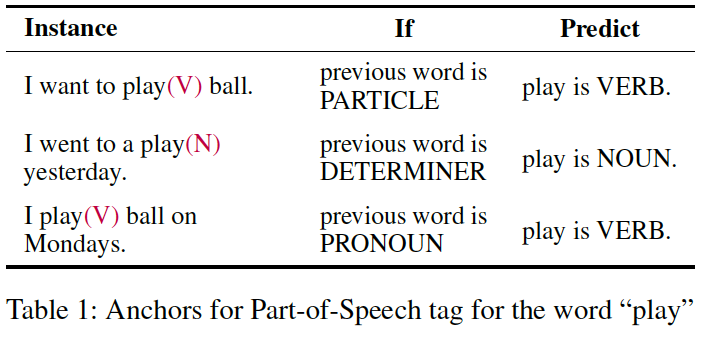 Instance If Predict
I want to play(V) ball. previous word is PARTICLE play is VERB.
I went to a play(N) yesterday. previous word is DETERMINER play is NOUN.
I play(V) ball on Mondays. previous word is PRONOUN play is VERB.
Table 1: Anchors for Part-of-Speech tag for the word “play”